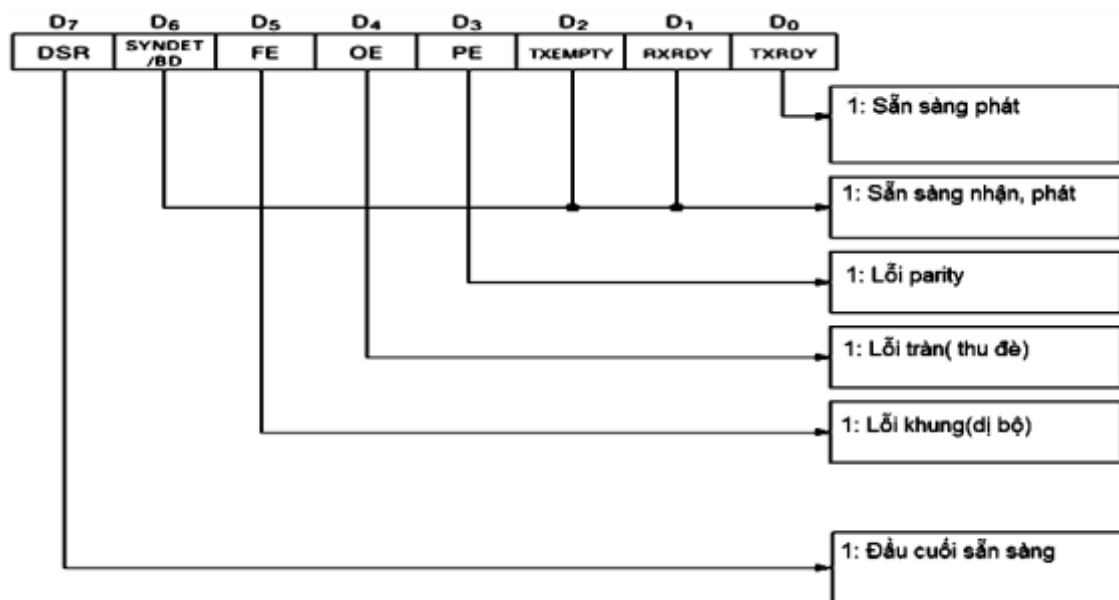 D7 D6 D5 D4 D3 D2 D1 D0
DSR SYNDET/BD FE OE PE TXEMPTY RXRDY TXRDY
1: Sẵn sàng phát
1: Sẵn sàng nhận, phát
1: Lỗi parity
1: Lỗi tràn( thu đè)
1: Lỗi khung(dị bộ)
1: Đầu cuối sẵn sàng